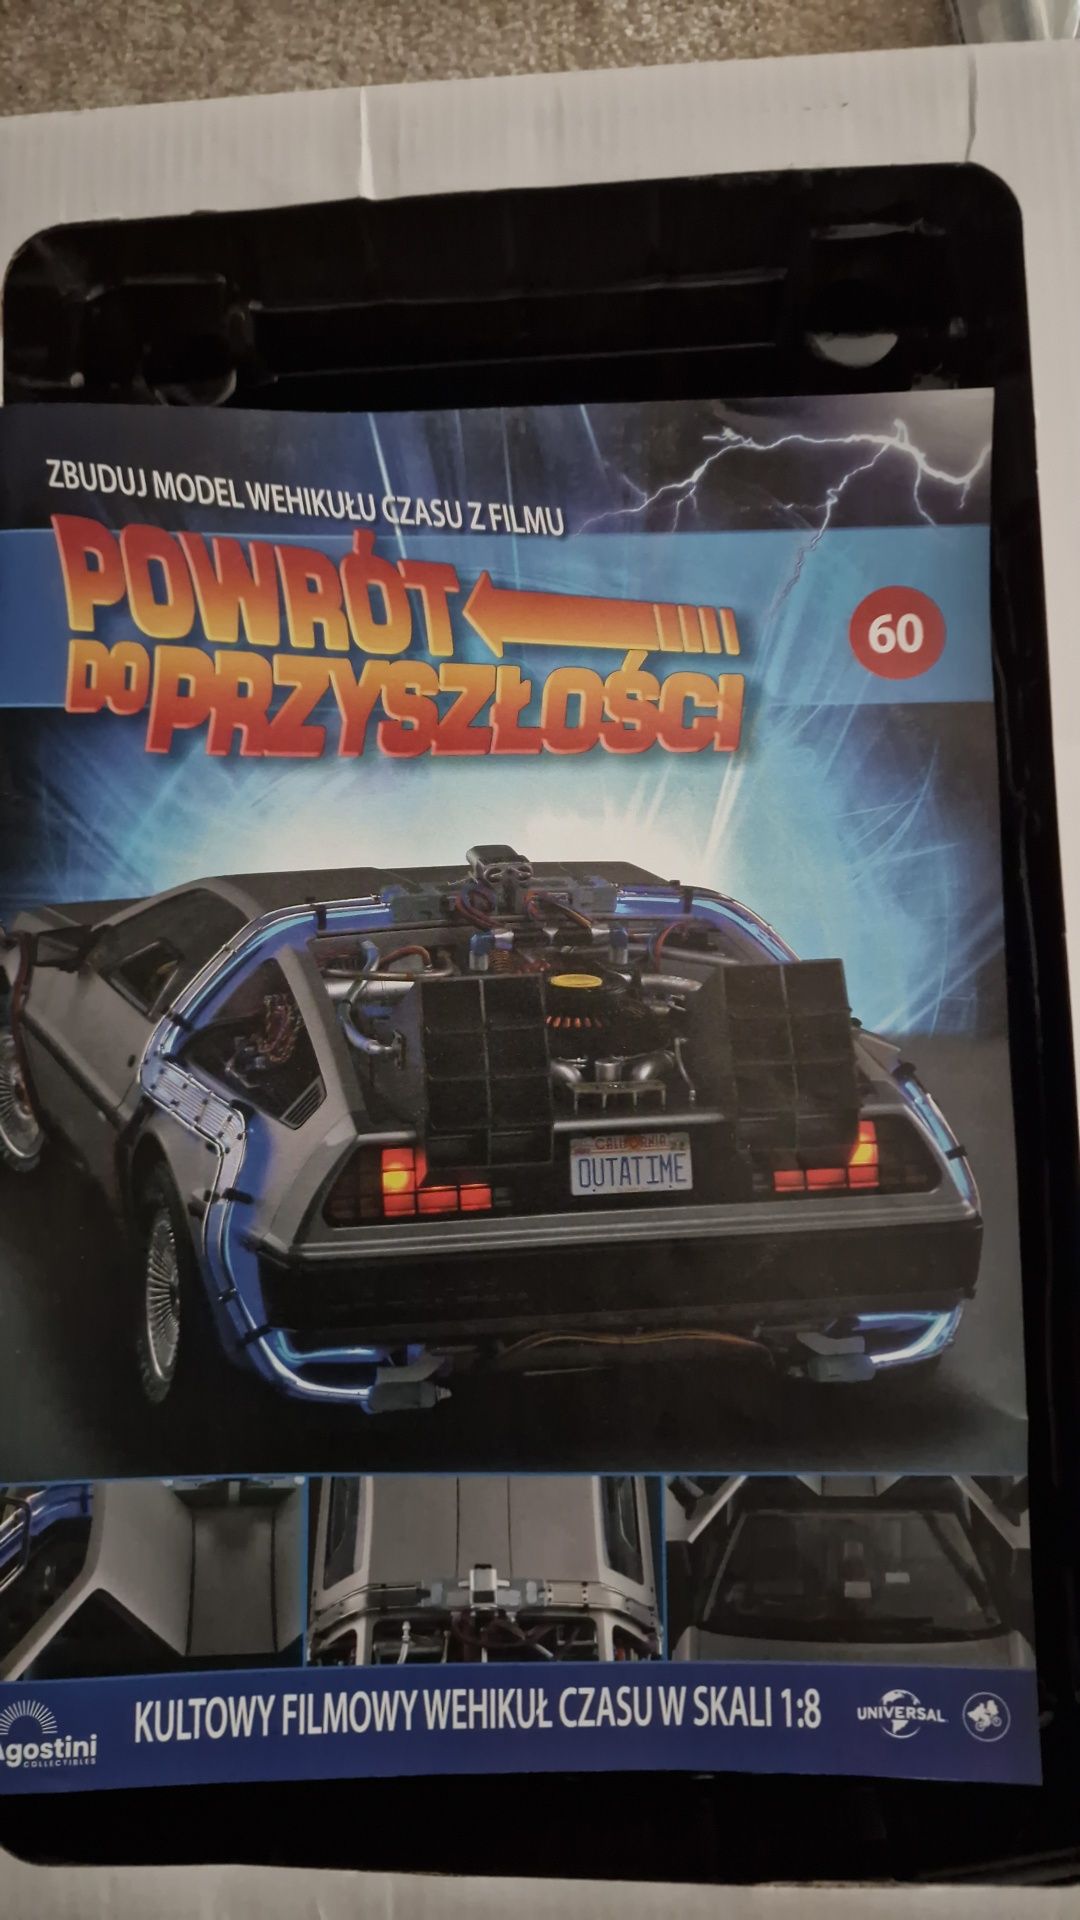 ZBUDUJ MODEL WEHIKUŁU CZASU Z FILMU
POWRÓT
DO PRZYSZŁOŚCI
60
CALIFORNIA
OUTATIME
KULTOWY FILMOWY WEHIKUŁ CZASU W SKALI 1:8
Agostini
COLLECTIBLES
UNIVERSAL